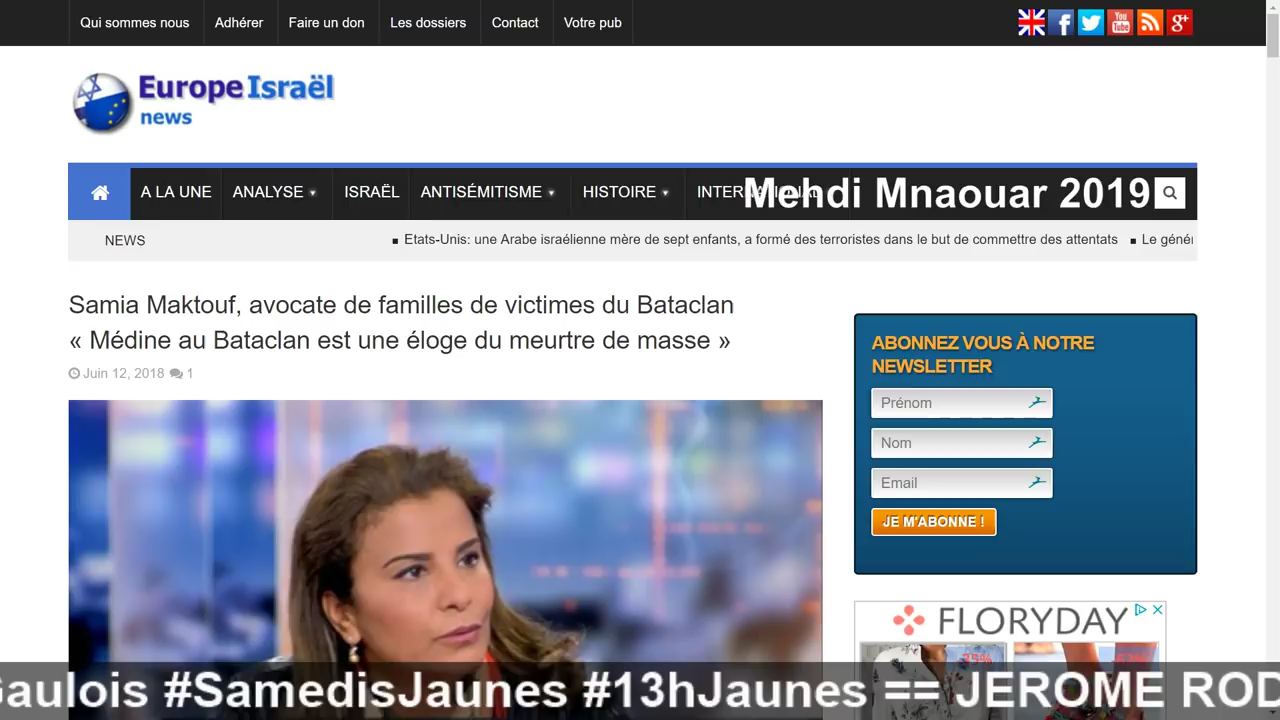 Qui sommes nous Adhérer Faire un don Les dossiers Contact Votre pub
You Tube g+
Europe Israël
news
A LA UNE ANALYSE ISRAËL ANTISÉMITISME HISTOIRE
Mehdi Mnaouar 2019
NEWS ▪ Etats-Unis: une Arabe israélienne mère de sept enfants, a formé des terroristes dans le but de commettre des attentats ▪ Le génér
Samia Maktouf, avocate de familles de victimes du Bataclan
« Médine au Bataclan est une éloge du meurtre de masse »
Juin 12, 2018 1
ABONNEZ VOUS À NOTRE
NEWSLETTER
Prénom
Nom
Email
JE M'ABONNE !
FLORYDAY
Gaulois #SamedisJaunes #13hJaunes == JEROME ROD